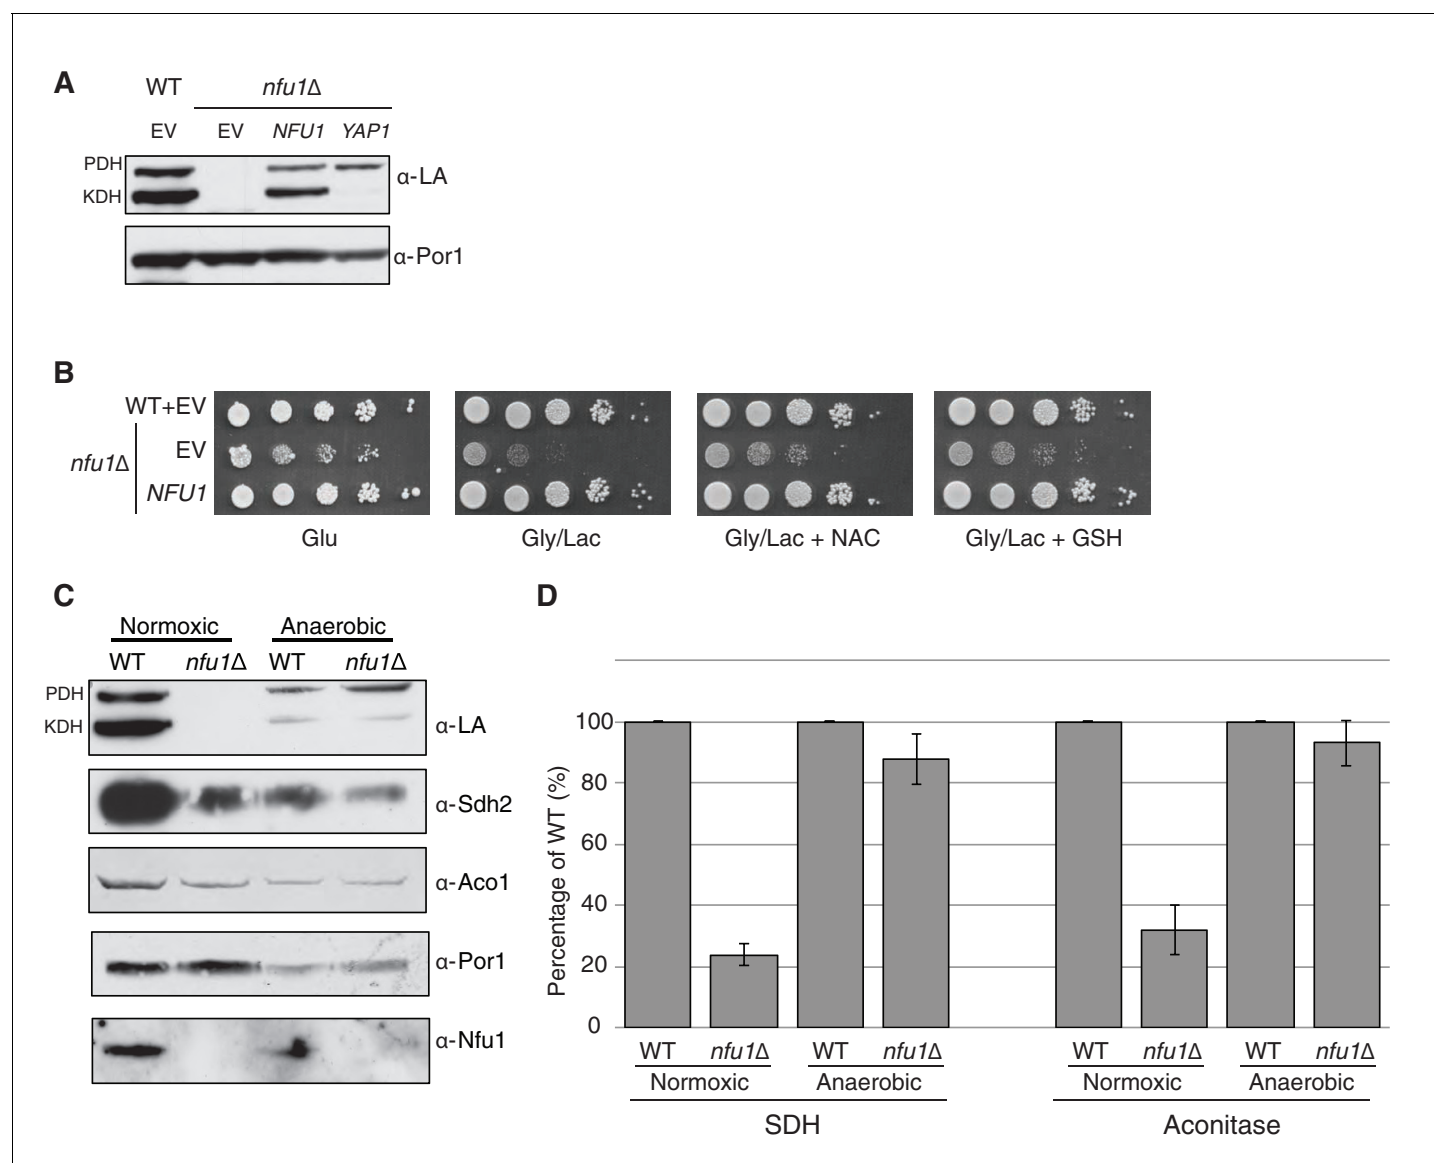 A
WT nfu1Δ
EV EV NFU1 YAP1
PDH
KDH
α-LA
α-Por1
B
WT+EV
nfu1Δ
EV
NFU1
Glu Gly/Lac Gly/Lac + NAC Gly/Lac + GSH
C
Normoxic Anaerobic
WT nfu1Δ WT nfu1Δ
PDH
KDH
α-LA
α-Sdh2
α-Aco1
α-Por1
α-Nfu1
D
Percentage of WT (%)
100
80
60
40
20
0
WT nfu1Δ WT nfu1Δ WT nfu1Δ WT nfu1Δ
Normoxic Anaerobic Normoxic Anaerobic
SDH Aconitase